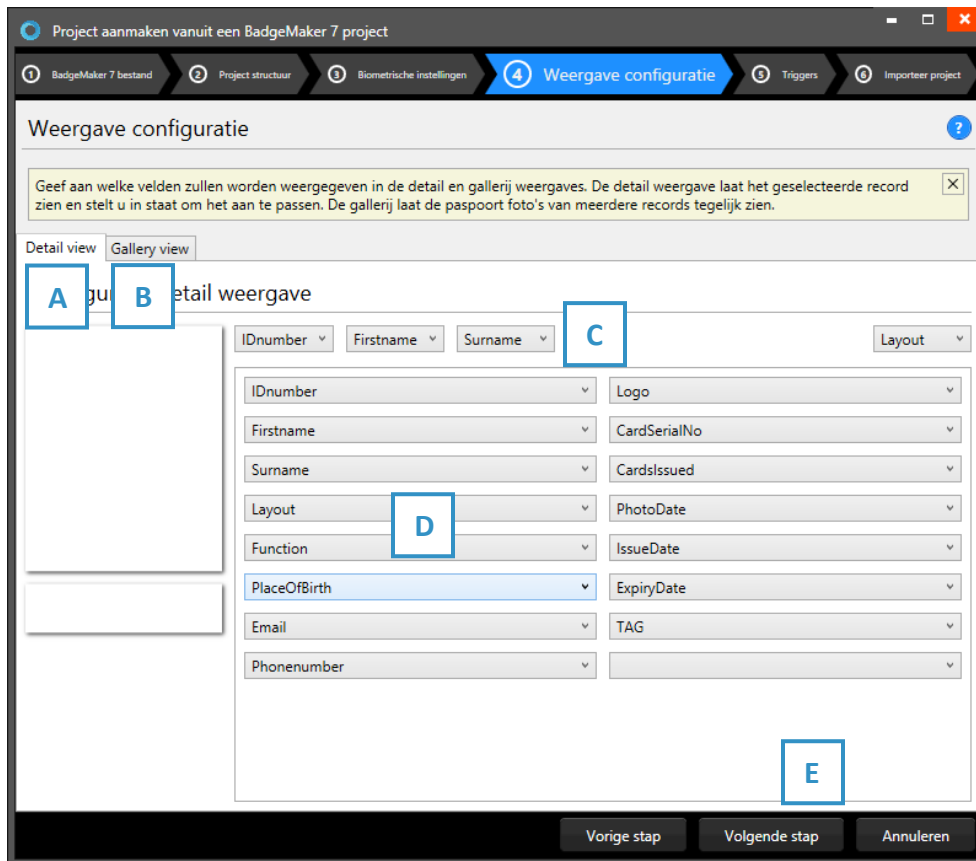 Project aanmaken vanuit een BadgeMaker 7 project
1 BadgeMaker 7 bestand 2 Project structuur 3 Biometrische instellingen 4 Weergave configuratie 5 Triggers 6 Importeer project
Weergave configuratie ?
Geef aan welke velden zullen worden weergegeven in de detail en gallerij weergaves. De detail weergave laat het geselecteerde record
zien en stelt u in staat om het aan te passen. De gallerij laat de paspoort foto's van meerdere records tegelijk zien.
Detail view Gallery view
A B
gur etail weergave
IDnumber Firstname Surname C Layout
IDnumber Logo
Firstname CardSerialNo
Surname CardsIssued
Layout PhotoDate
D
Function IssueDate
PlaceOfBirth ExpiryDate
Email TAG
Phonenumber
E
Vorige stap Volgende stap Annuleren